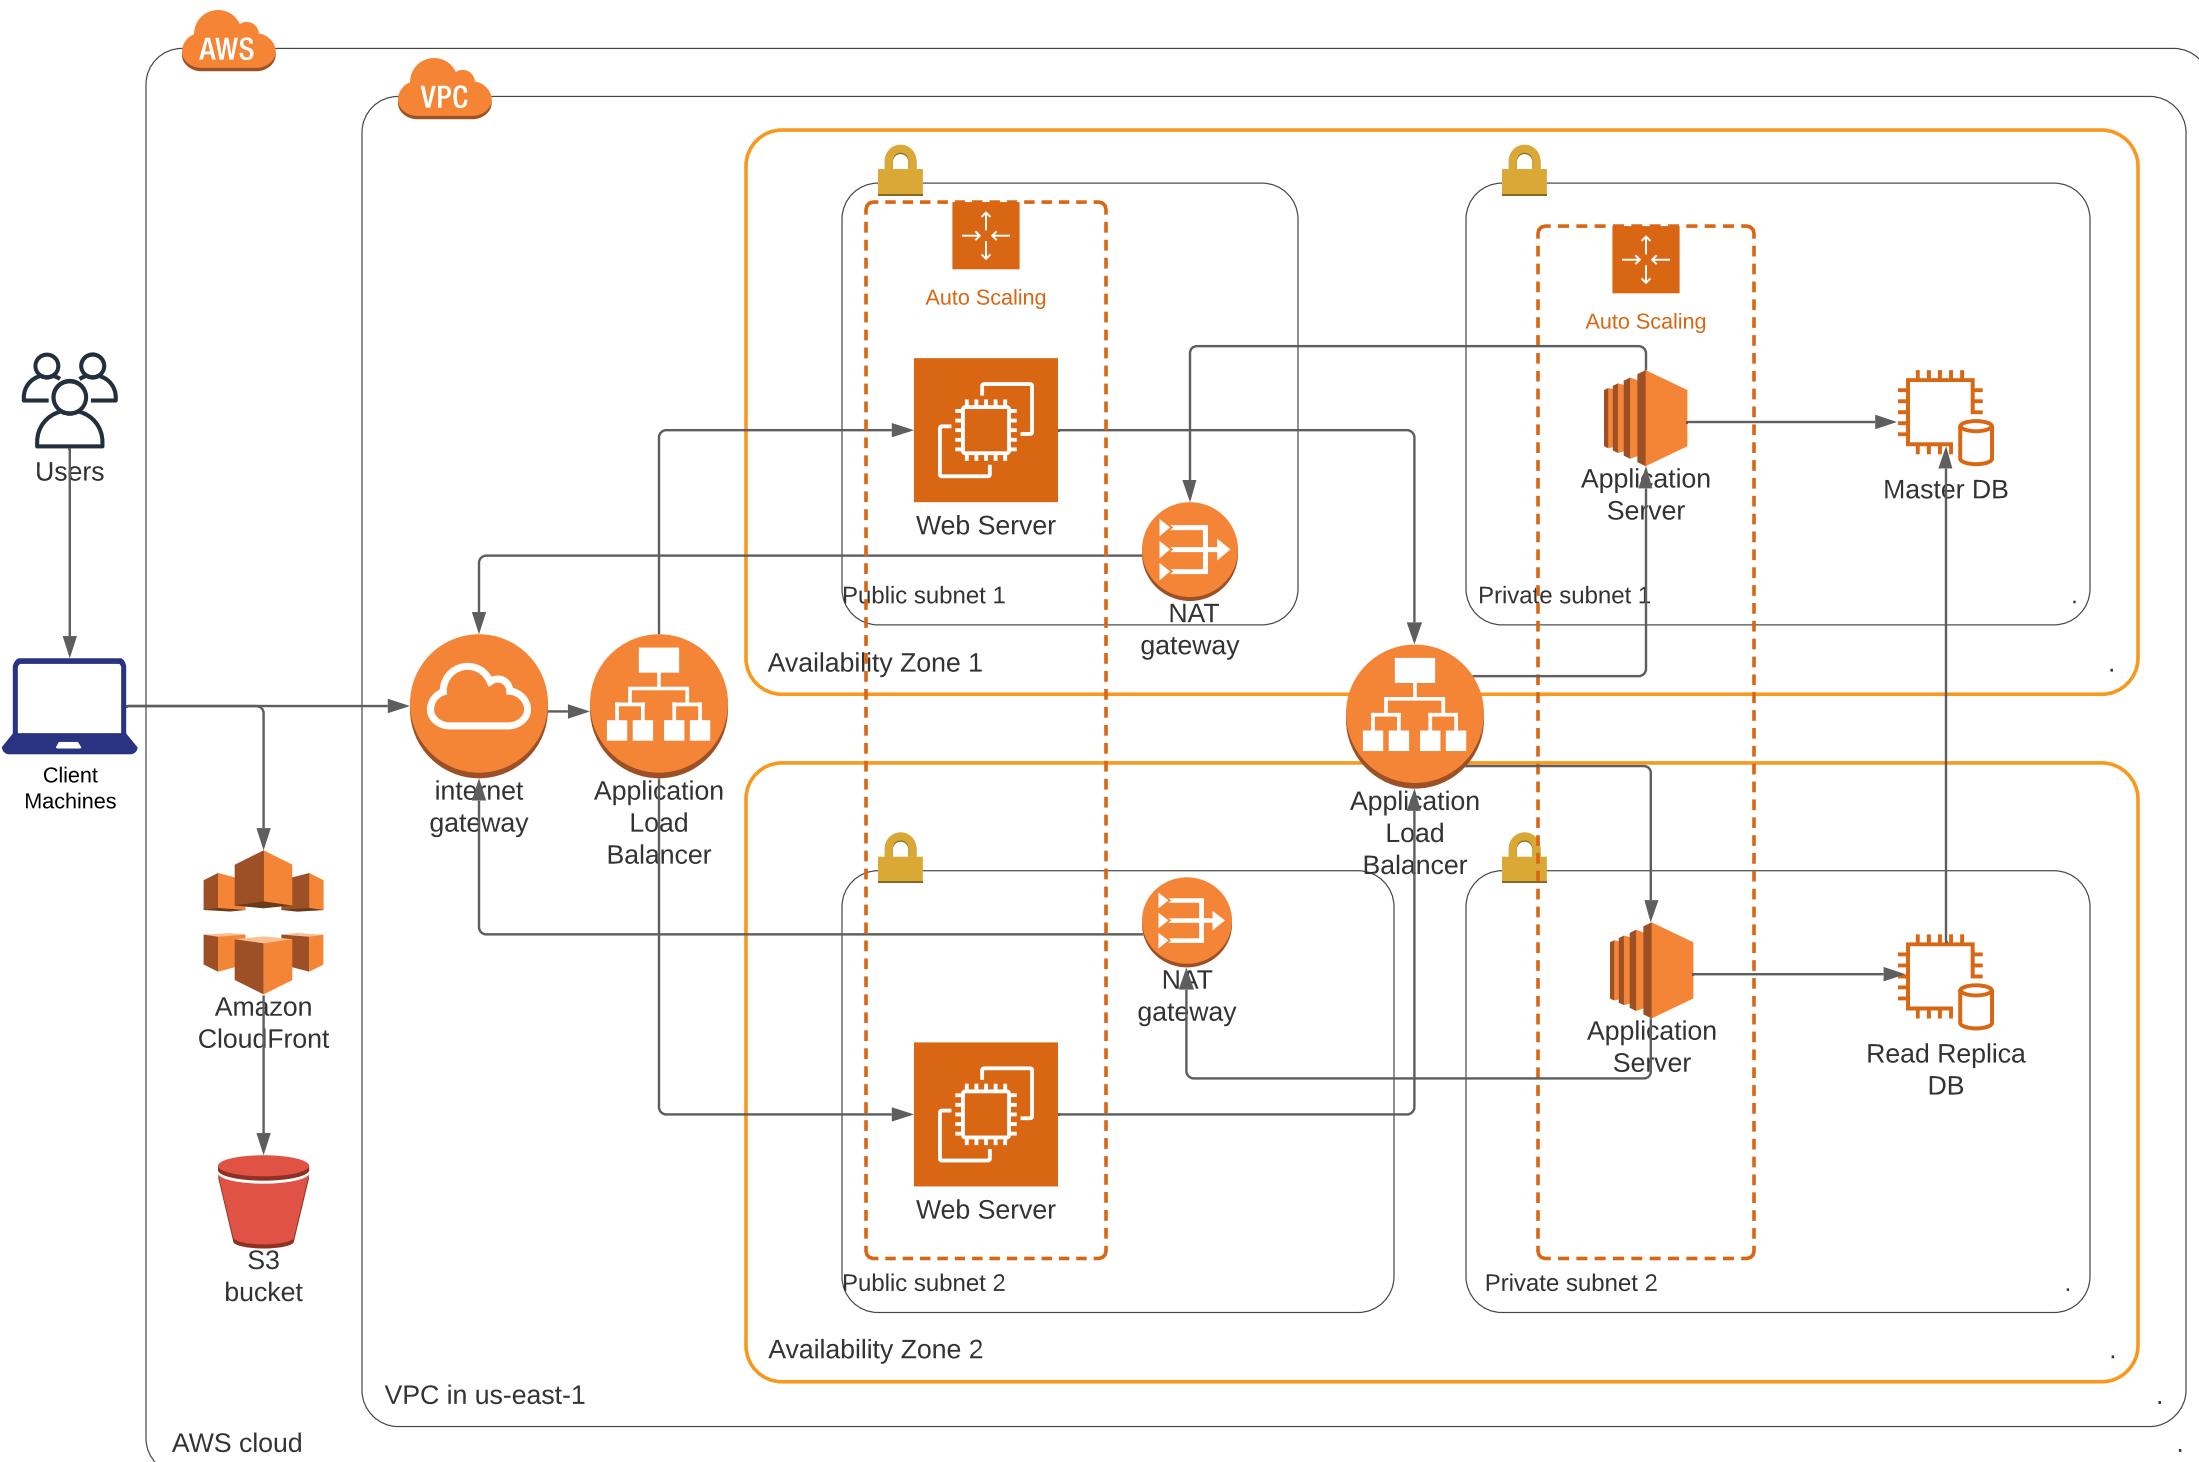 AWS
VPC
Auto Scaling
Auto Scaling
Users
Web Server
Application
Server
Master DB
Public subnet 1
NAT
gateway
Private subnet 1
.
Availability Zone 1
.
Client
Machines
internet
gateway
Application
Load
Balancer
Application
Load
Balancer
Amazon
CloudFront
NAT
gateway
Application
Server
Read Replica
DB
Web Server
S3
bucket
Public subnet 2
Private subnet 2
.
Availability Zone 2
.
VPC in us-east-1
.
AWS cloud
.